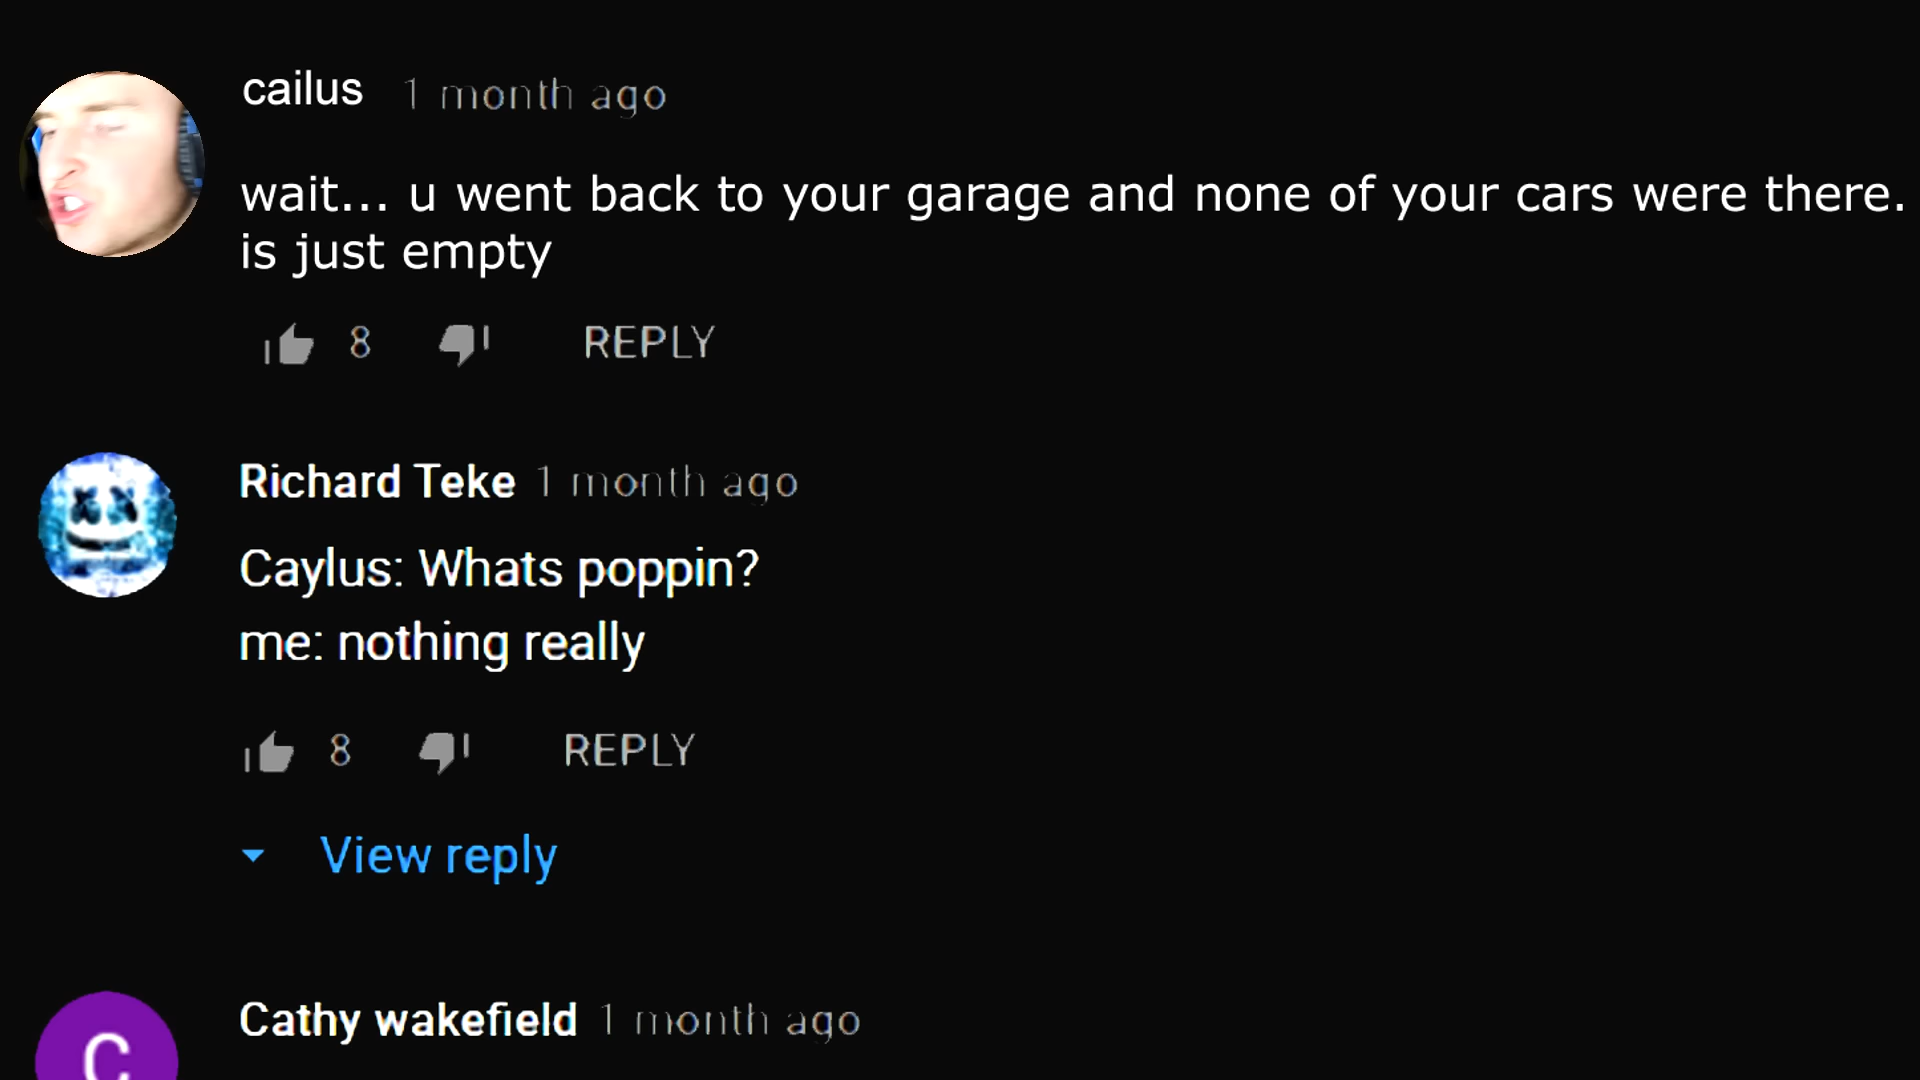 cailus 1 month ago
wait... u went back to your garage and none of your cars were there.
is just empty
8 REPLY
Richard Teke 1 month ago
Caylus: Whats poppin?
me: nothing really
8 REPLY
View reply
Cathy wakefield 1 month ago
C